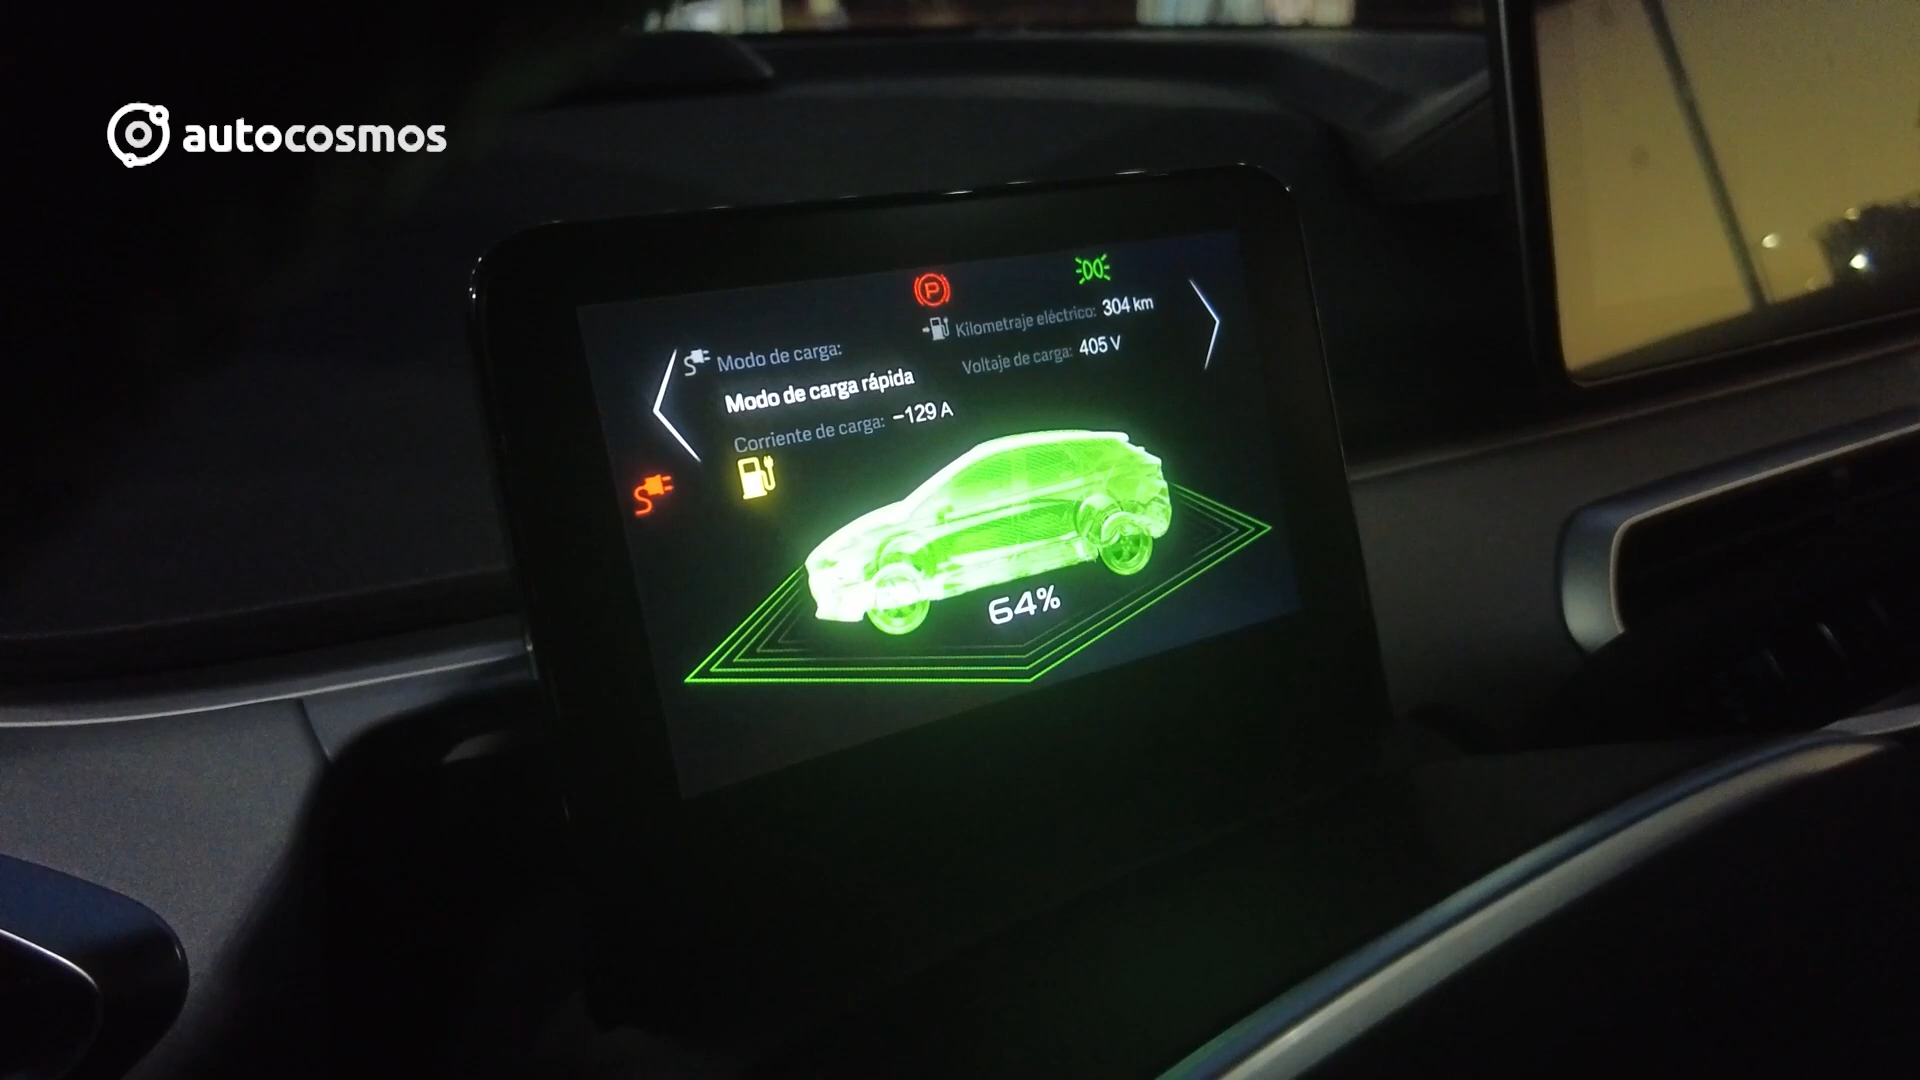 autocosmos
P
Kilometraje eléctrico: 304 km
Modo de carga:
Voltaje de carga: 405 V
Modo de carga rápida
Corriente de carga: -129 A
64%